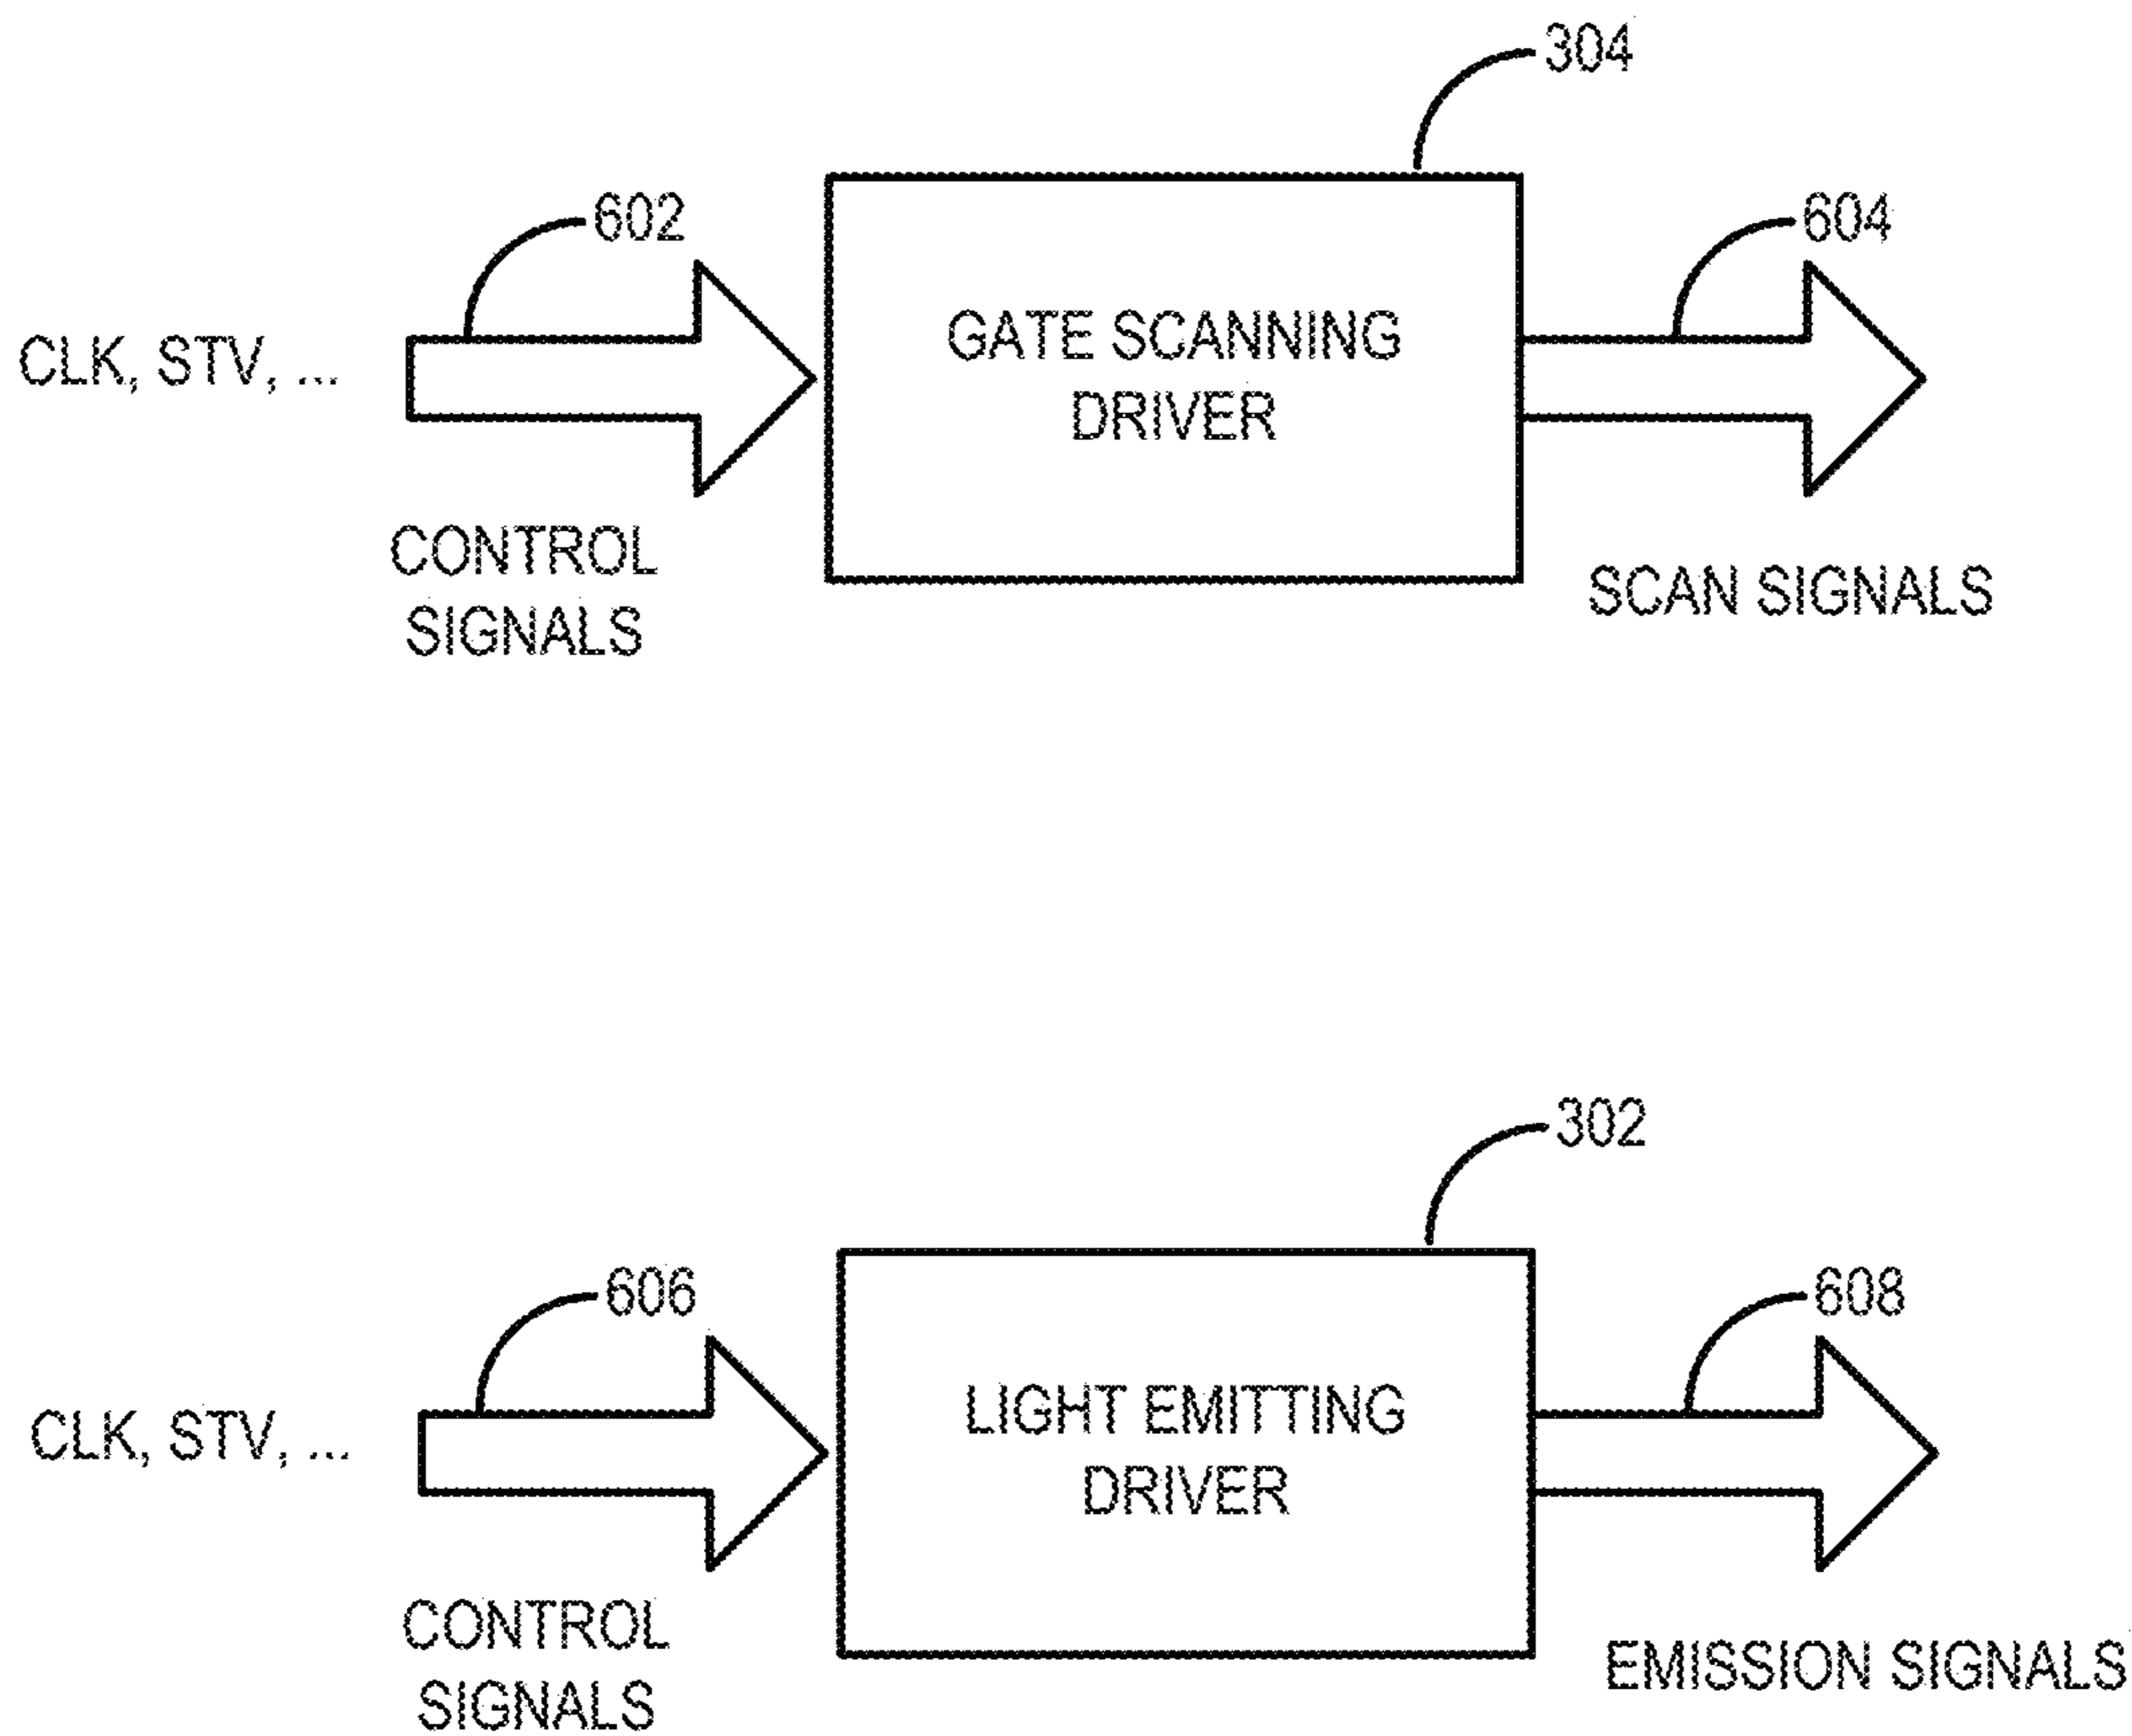 304
602
604
CLK, STV, ...
GATE SCANNING
DRIVER
CONTROL
SIGNALS
SCAN SIGNALS
302
606
608
CLK, STV, ...
LIGHT EMITTING
DRIVER
CONTROL
SIGNALS
EMISSION SIGNALS